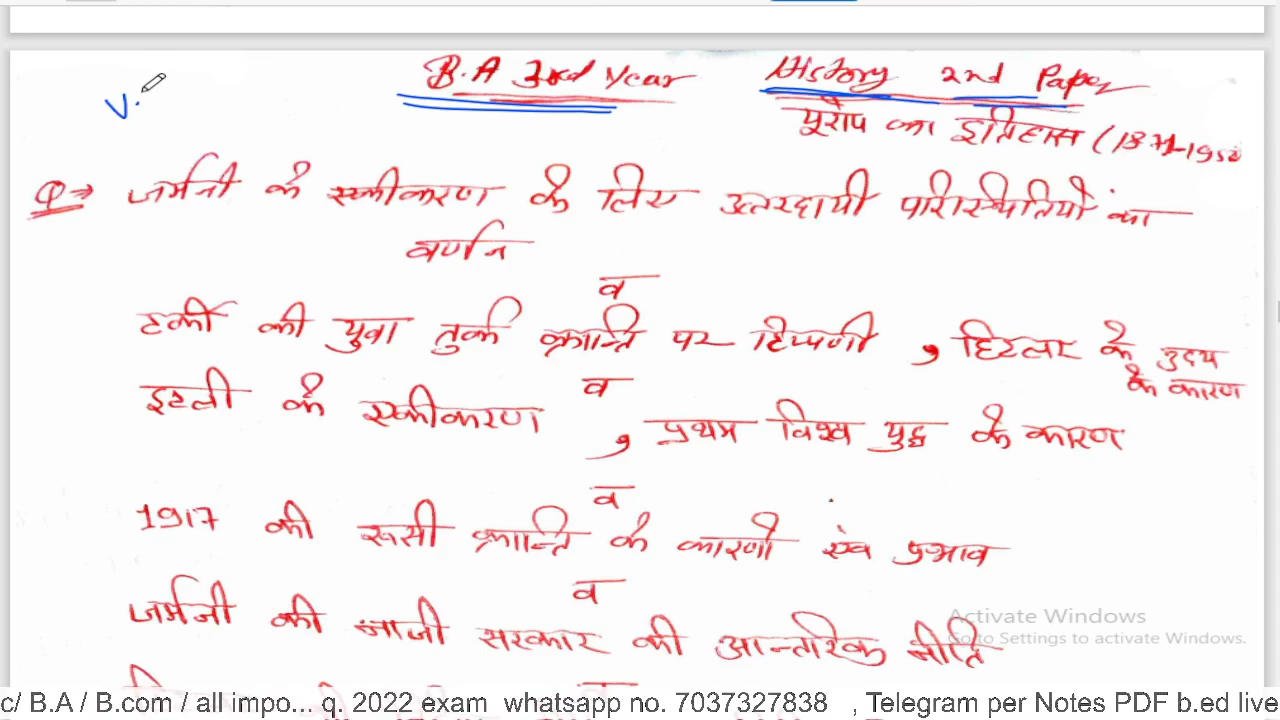 V.
B.A 3rd Year History 2nd Paper
यूरोप का इतिहास (1871-1950
Q⇒ जर्मनी के एकीकरण के लिए उत्तरदायी परिस्थितियों का
वर्णन
व
टर्की की युवा तुर्क क्रान्ति पर टिप्पणी , हिटलर के उदय
के कारण
व
इटली के एकीकरण , प्रथम विश्व युद्ध के कारण
व
1917 की रूसी क्रान्ति के कारणों एंव प्रभाव
व
जर्मनी की नाजी सरकार की आन्तरिक नीति
व
Activate Windows
Go to Settings to activate Windows.
c/ B.A / B.com / all impo... q. 2022 exam whatsapp no. 7037327838 , Telegram per Notes PDF b.ed live